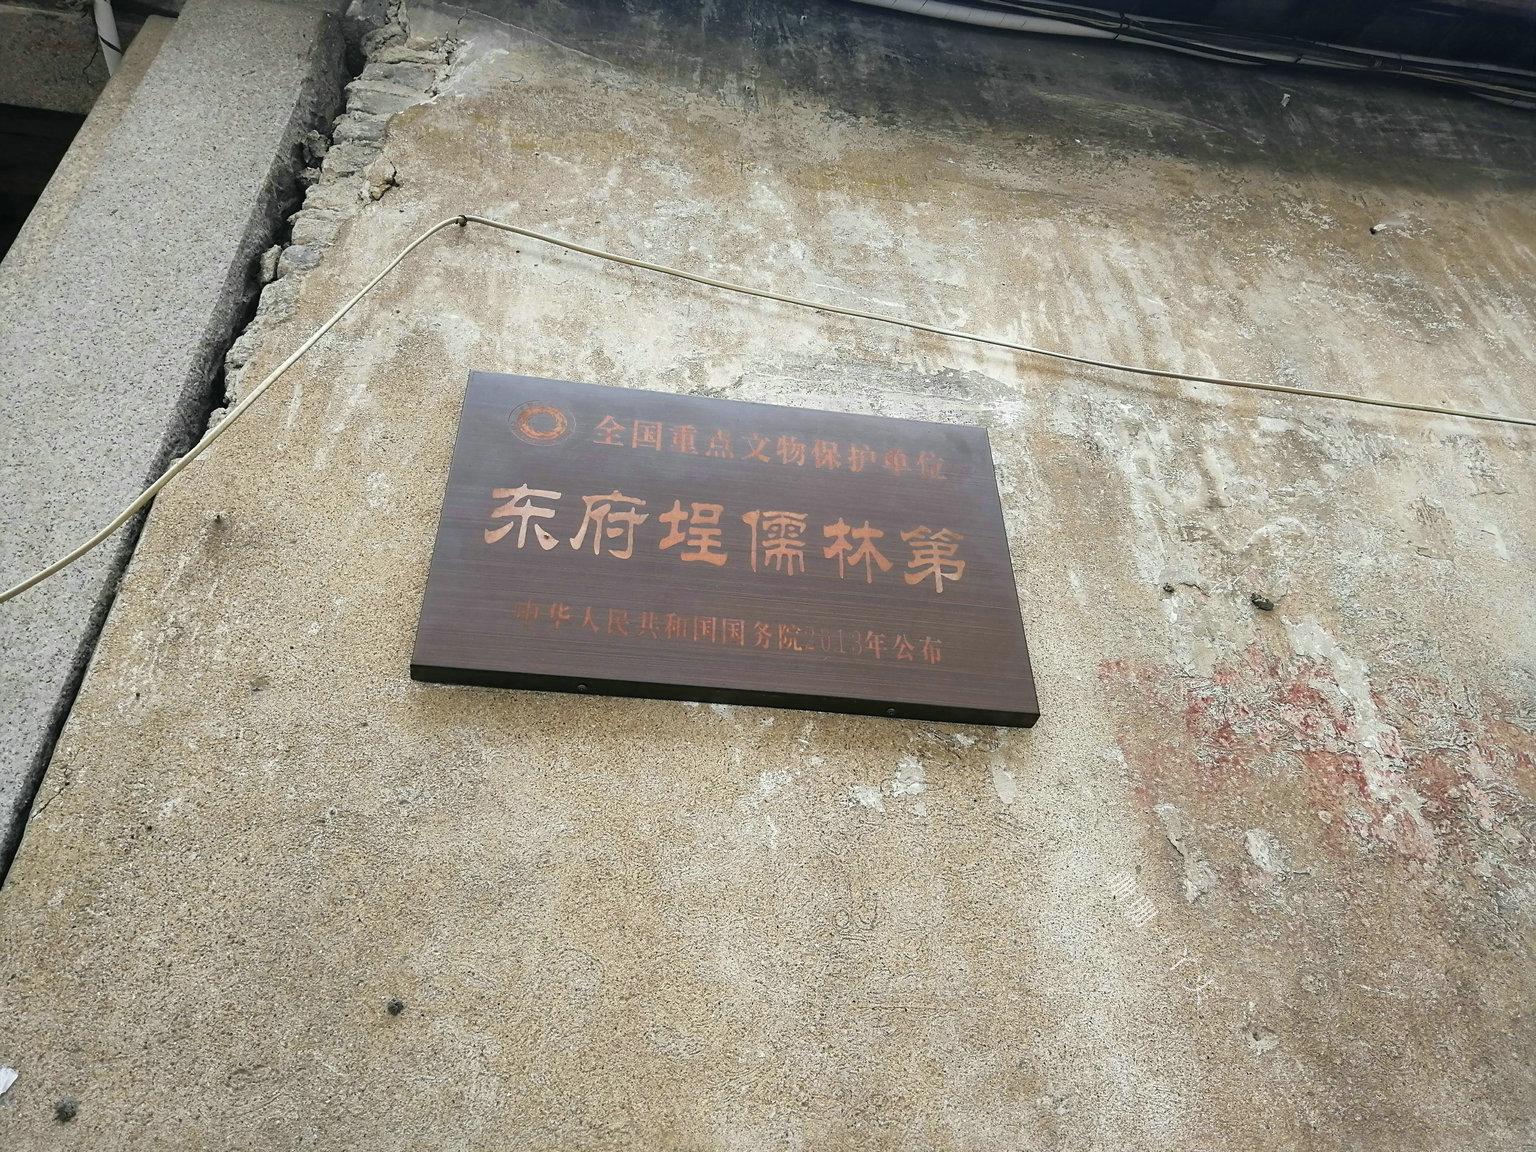 全国重点文物保护单位
东府埕儒林第
中华人民共和国国务院2013年公布